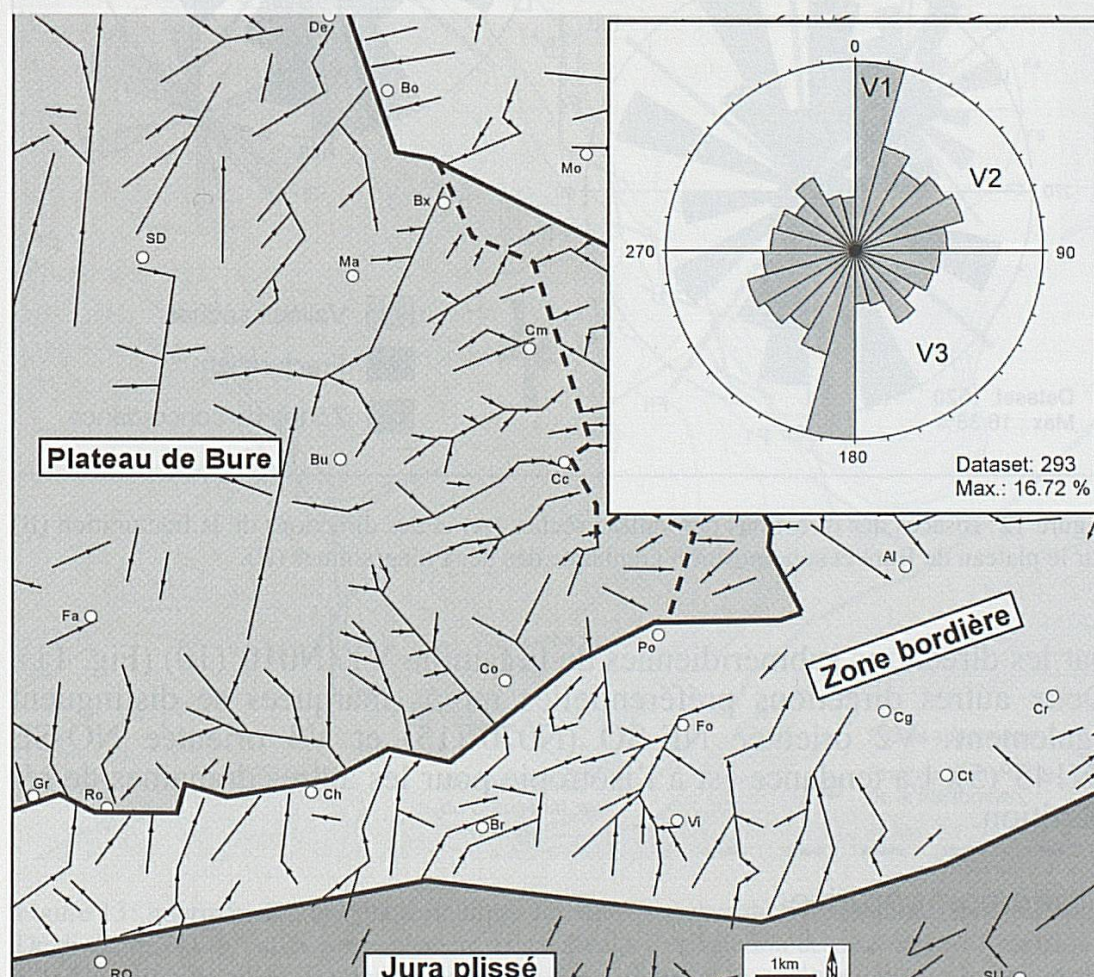 De
Bo
Mo
Bx
SD
Ma
Cm
Plateau de Bure
Bu
Cc
0
V1
V2
270
90
V3
180
Dataset: 293
Max.: 16.72 %
Al
Fa
Po
Zone bordière
Co
Fo
Cg
Cr
Ct
Gr
Ro
Ch
Br
Vi
1km
N
Jura plissé
RO
SU